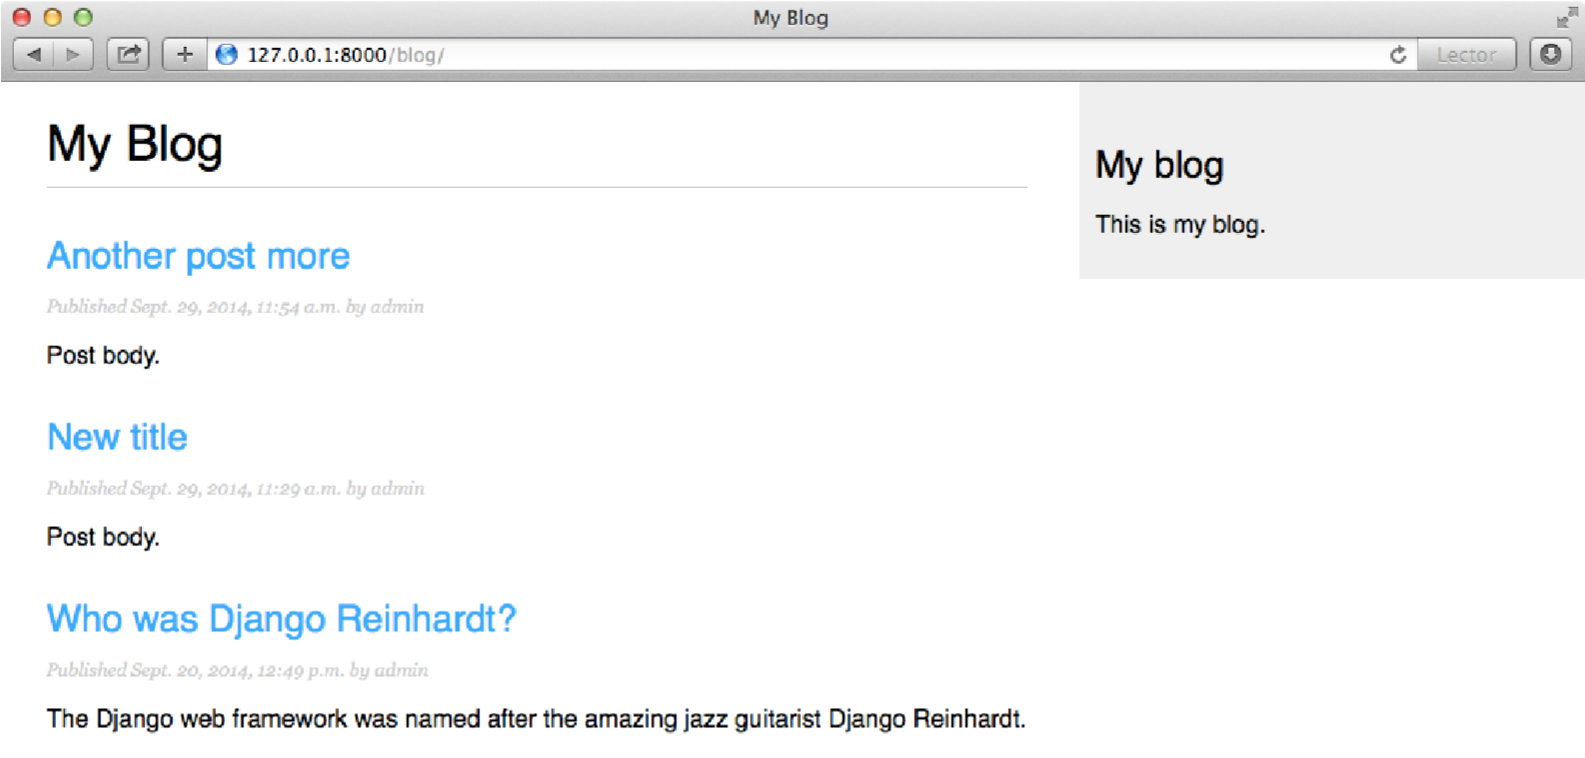 My Blog
127.0.0.1:8000/blog/
Lector
My Blog
Another post more
Published Sept. 29, 2014, 11:54 a.m. by admin
Post body.
New title
Published Sept. 29, 2014, 11:29 a.m. by admin
Post body.
Who was Django Reinhardt?
Published Sept. 20, 2014, 12:49 p.m. by admin
The Django web framework was named after the amazing jazz guitarist Django Reinhardt.
My blog
This is my blog.